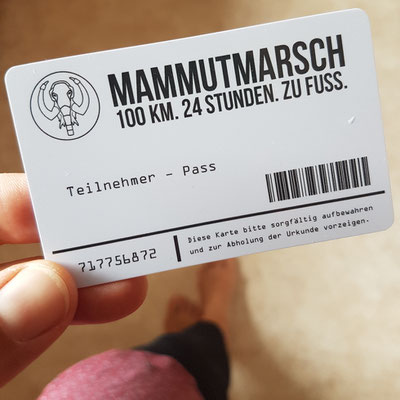 MAMMUTMARSCH
100 KM. 24 STUNDEN. ZU FUSS.
Teilnehmer - Pass
717756872
Diese Karte bitte sorgfältig aufbewahren
und zur Abholung der Urkunde vorzeigen.